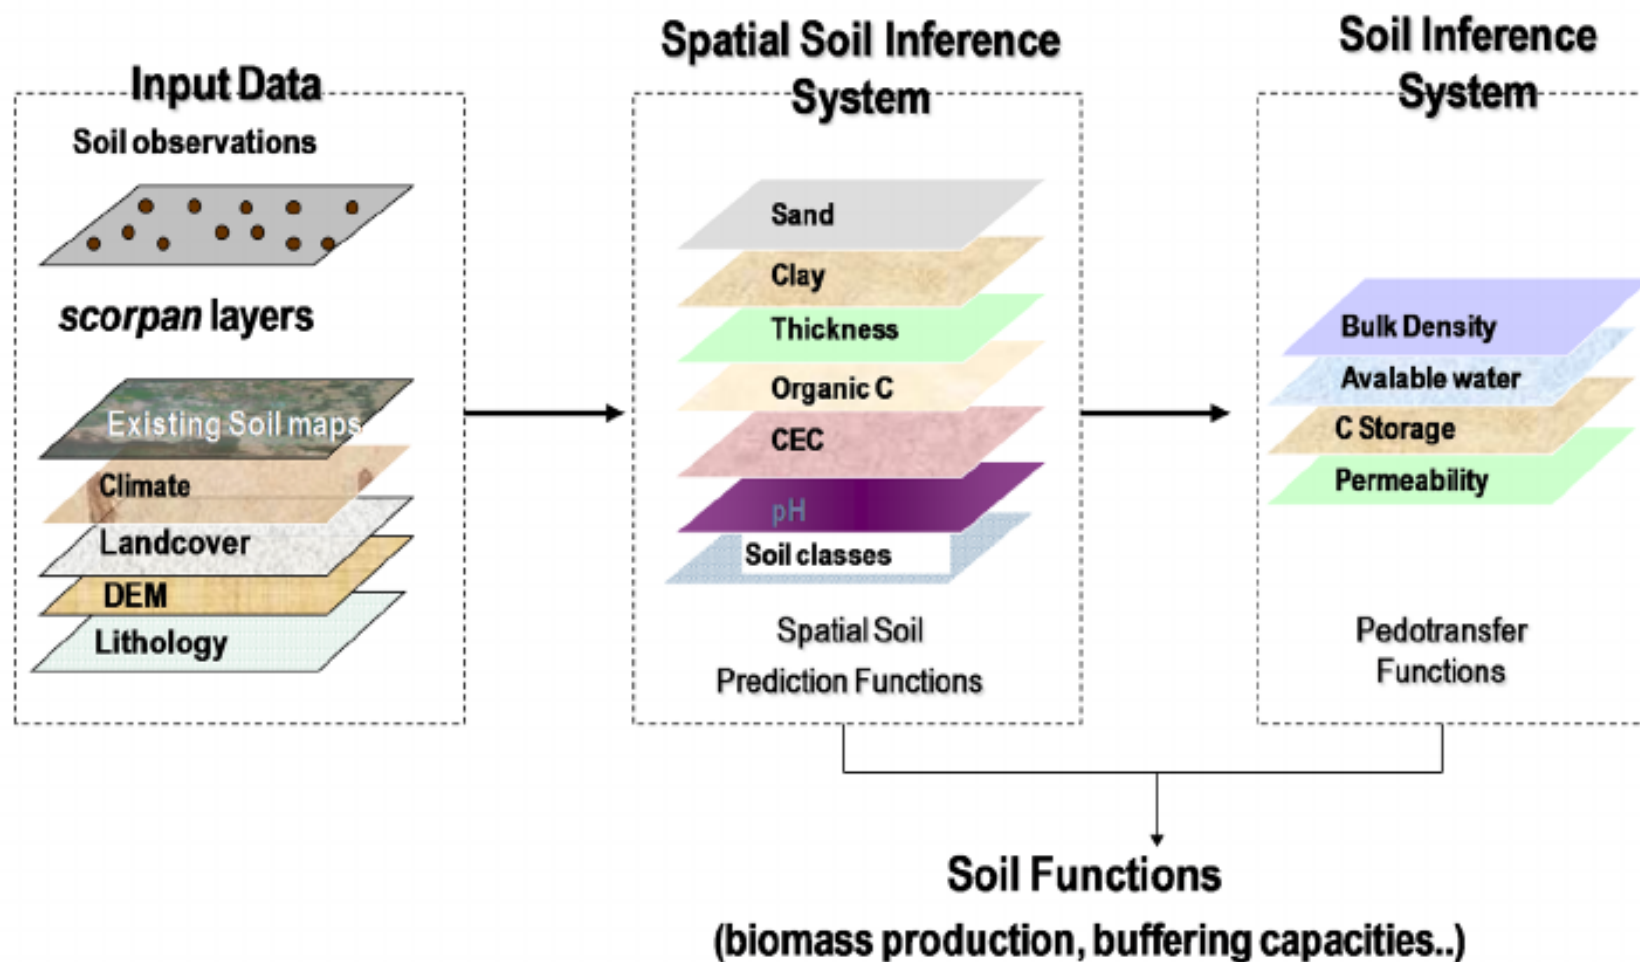 Input Data
Soil observations
scorpan layers
Existing Soil maps
Climate
Landcover
DEM
Lithology
Spatial Soil Inference
System
Sand
Clay
Thickness
Organic C
CEC
pH
Soil classes
Spatial Soil
Prediction Functions
Soil Inference
System
Bulk Density
Avalable water
C Storage
Permeability
Pedotransfer
Functions
Soil Functions
(biomass production, buffering capacities..)